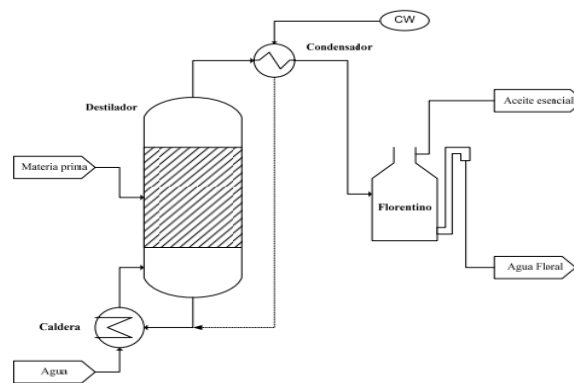 CW
Condensador
Destilador
Aceite esencial
Materia prima
Florentino
Agua Floral
Caldera
Agua